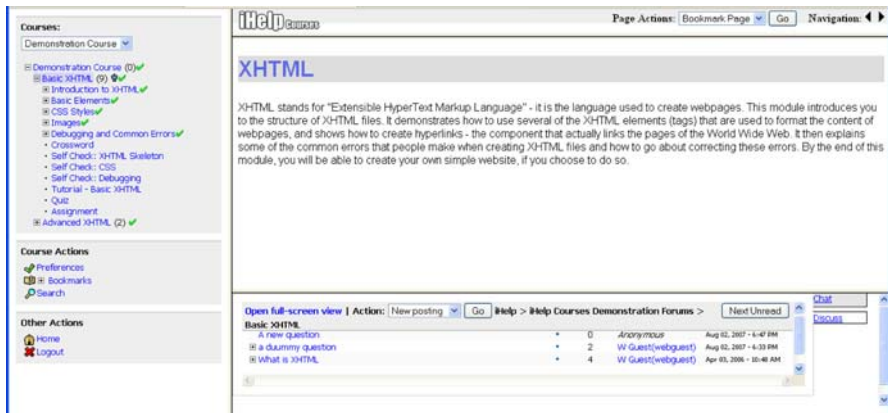 Courses:
Demonstration Course
Demonstration Course (0)
Basic XHTML (9)
Introduction to XHTML
Basic Elements
CSS Styles
Images
Debugging and Common Errors
Crossword
Self Check: XHTML Skeleton
Self Check: CSS
Self Check: Debugging
Tutorial - Basic XHTML
Quiz
Assignment
Advanced XHTML (2)
Course Actions
Preferences
Bookmarks
Search
Other Actions
Home
Logout
iHelp Courses
Page Actions: Bookmark Page Go Navigation:
XHTML
XHTML stands for "Extensible HyperText Markup Language" - it is the language used to create webpages. This module introduces you
to the structure of XHTML files. It demonstrates how to use several of the XHTML elements (tags) that are used to format the content of
webpages, and shows how to create hyperlinks - the component that actually links the pages of the World Wide Web. It then explains
some of the common errors that people make when creating XHTML files and how to go about correcting these errors. By the end of this
module, you will be able to create your own simple website, if you choose to do so.
Open full-screen view | Action: New posting Go iHelp > iHelp Courses Demonstration Forums > Next Unread
Basic XHTML
A new question 0 Anonymous Aug 02, 2007 - 6:47 PM
a duummy question 2 W Guest(webguest) Aug 02, 2007 - 6:33 PM
What is XHTML 4 W Guest(webguest) Apr 03, 2006 - 10:48 AM
Chat
Discuss